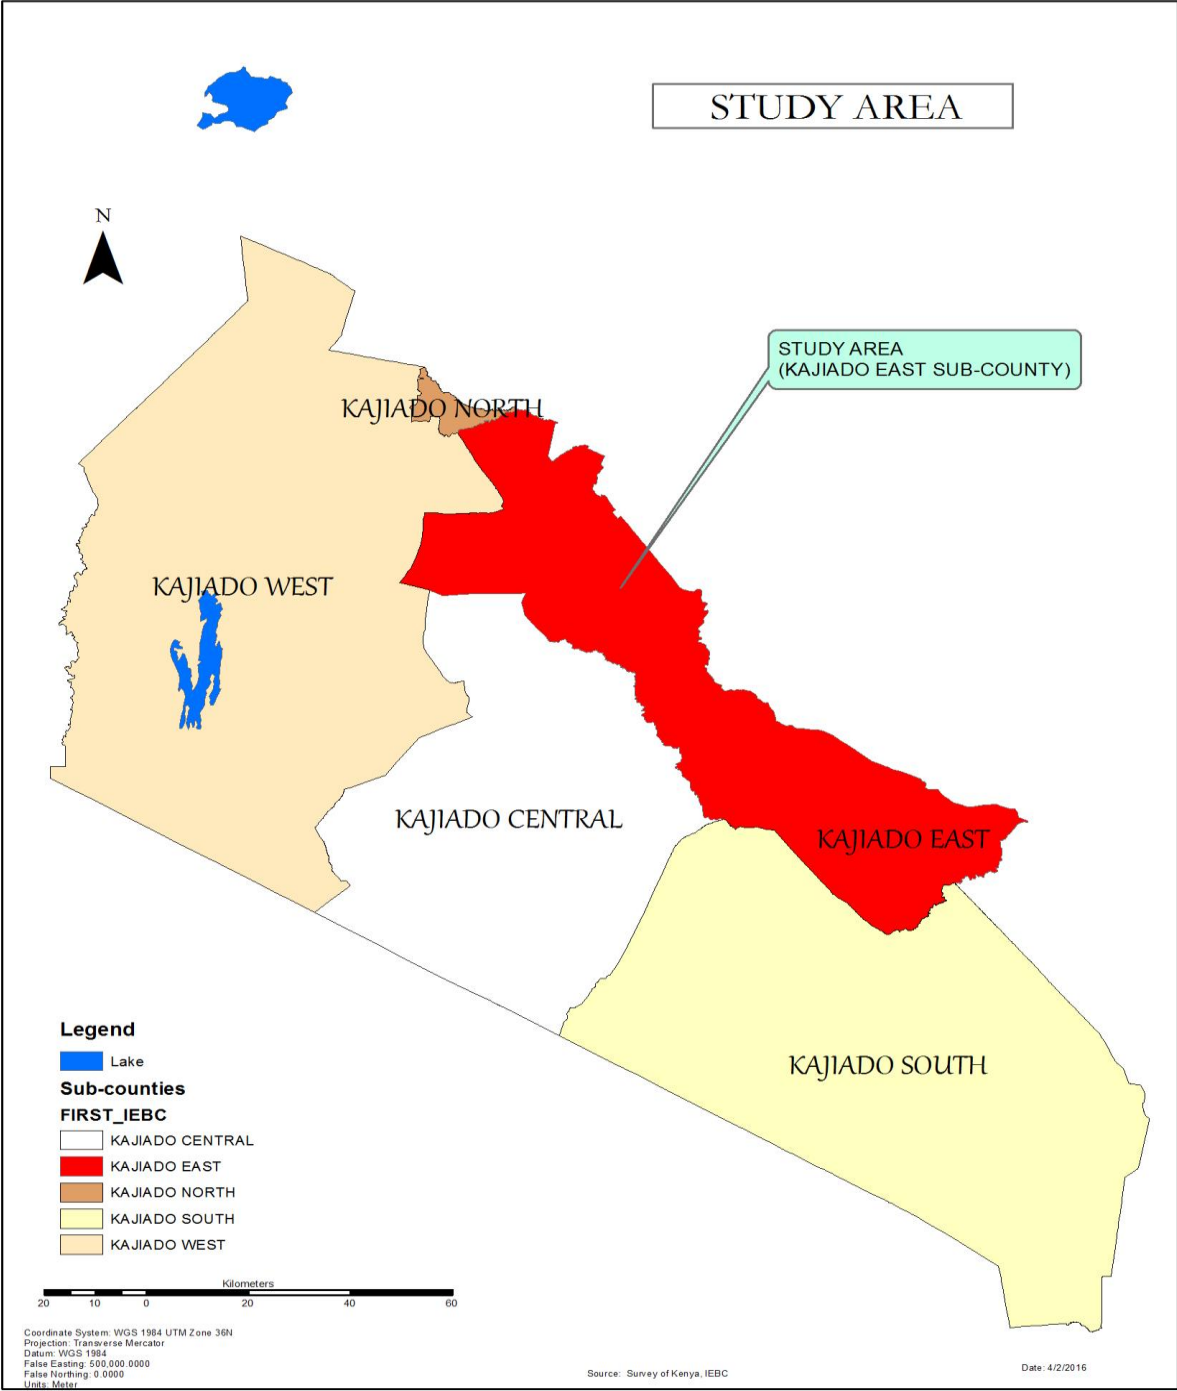 STUDY AREA
N
STUDY AREA
(KAJIADO EAST SUB-COUNTY)
KAJIADO NORTH
KAJIADO WEST
KAJIADO CENTRAL
KAJIADO EAST
KAJIADO SOUTH
Legend
Lake
Sub-counties
FIRST_IEBC
KAJIADO CENTRAL
KAJIADO EAST
KAJIADO NORTH
KAJIADO SOUTH
KAJIADO WEST
Kilometers
20 10 0 20 40 60
Coordinate System: WGS 1984 UTM Zone 36N
Projection: Transverse Mercator
Datum: WGS 1984
False Easting: 500,000.0000
False Northing: 0.0000
Units: Meter
Source: Survey of Kenya, IEBC
Date: 4/2/2016